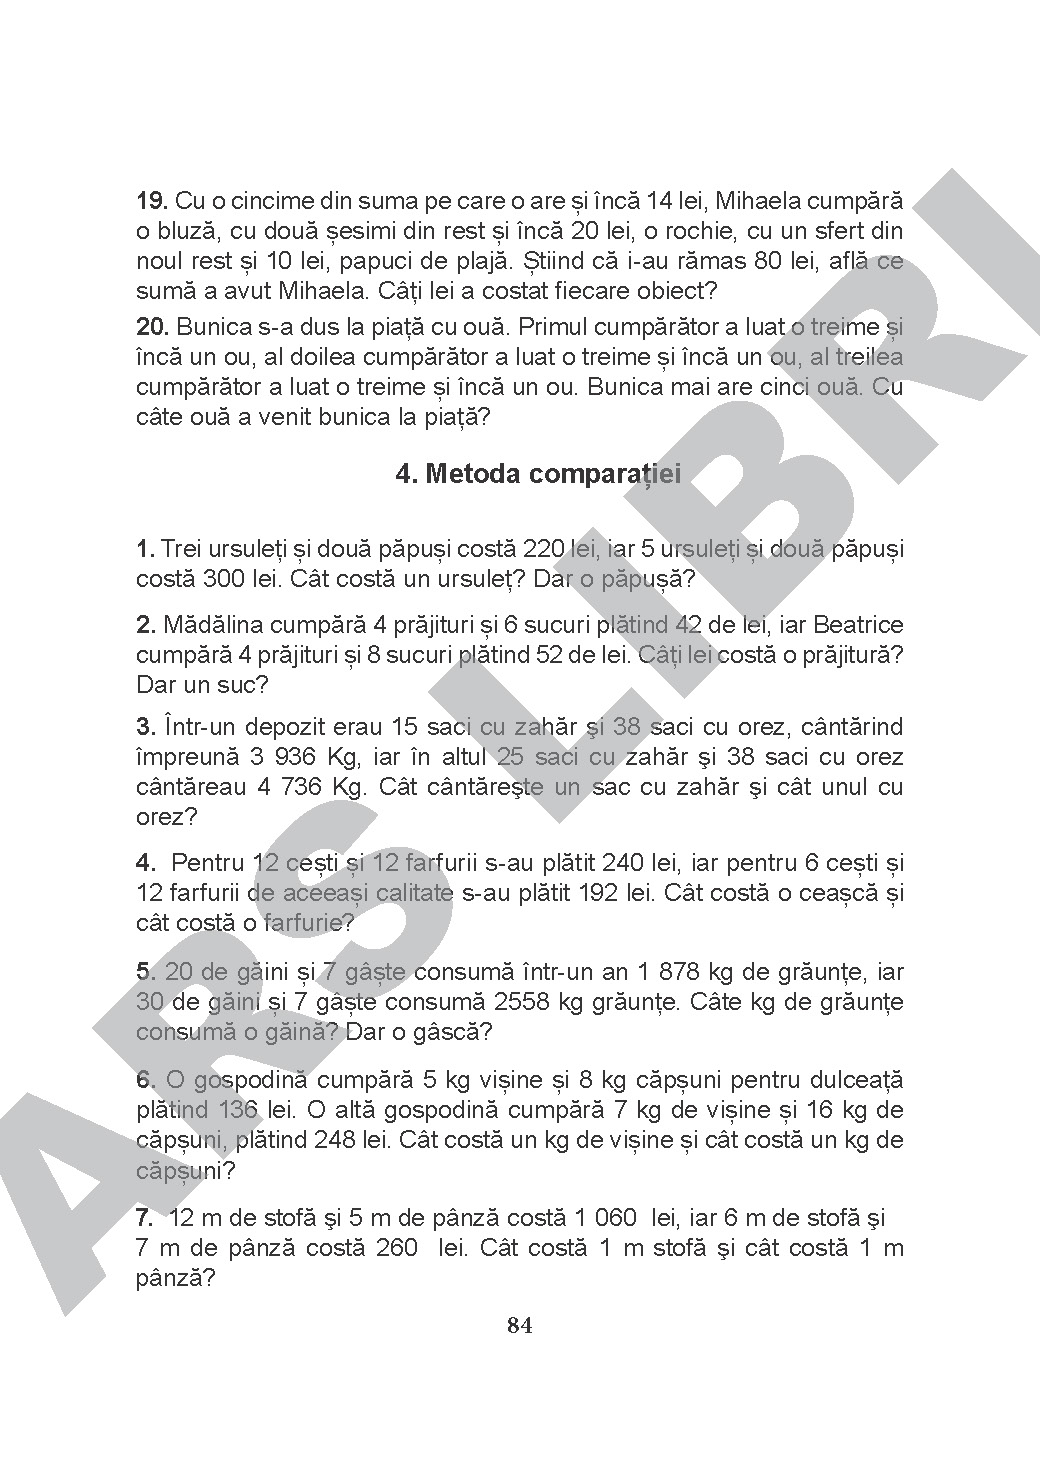 19. Cu o cincime din suma pe care o are și încă 14 lei, Mihaela cumpără
o bluză, cu două șesimi din rest și încă 20 lei, o rochie, cu un sfert din
noul rest și 10 lei, papuci de plajă. Știind că i-au rămas 80 lei, află ce
sumă a avut Mihaela. Câți lei a costat fiecare obiect?
20. Bunica s-a dus la piață cu ouă. Primul cumpărător a luat o treime și
încă un ou, al doilea cumpărător a luat o treime și încă un ou, al treilea
cumpărător a luat o treime și încă un ou. Bunica mai are cinci ouă. Cu
câte ouă a venit bunica la piață?
4. Metoda comparației
1. Trei ursuleți și două păpuși costă 220 lei, iar 5 ursuleți și două păpuși
costă 300 lei. Cât costă un ursuleț? Dar o păpușă?
2. Mădălina cumpără 4 prăjituri și 6 sucuri plătind 42 de lei, iar Beatrice
cumpără 4 prăjituri și 8 sucuri plătind 52 de lei. Câți lei costă o prăjitură?
Dar un suc?
3. Într-un depozit erau 15 saci cu zahăr şi 38 saci cu orez, cântărind
împreună 3 936 Kg, iar în altul 25 saci cu zahăr şi 38 saci cu orez
cântăreau 4 736 Kg. Cât cântăreşte un sac cu zahăr şi cât unul cu
orez?
4. Pentru 12 cești și 12 farfurii s-au plătit 240 lei, iar pentru 6 cești și
12 farfurii de aceeași calitate s-au plătit 192 lei. Cât costă o ceașcă și
cât costă o farfurie?
5. 20 de găini și 7 gâște consumă într-un an 1 878 kg de grăunțe, iar
30 de găini și 7 gâște consumă 2558 kg grăunțe. Câte kg de grăunțe
consumă o găină? Dar o gâscă?
6. O gospodină cumpără 5 kg vișine și 8 kg căpșuni pentru dulceață
plătind 136 lei. O altă gospodină cumpără 7 kg de vișine și 16 kg de
căpșuni, plătind 248 lei. Cât costă un kg de vișine și cât costă un kg de
căpșuni?
7. 12 m de stofă şi 5 m de pânză costă 1 060 lei, iar 6 m de stofă şi
7 m de pânză costă 260 lei. Cât costă 1 m stofă şi cât costă 1 m
pânză?
84
ARS LIBRI